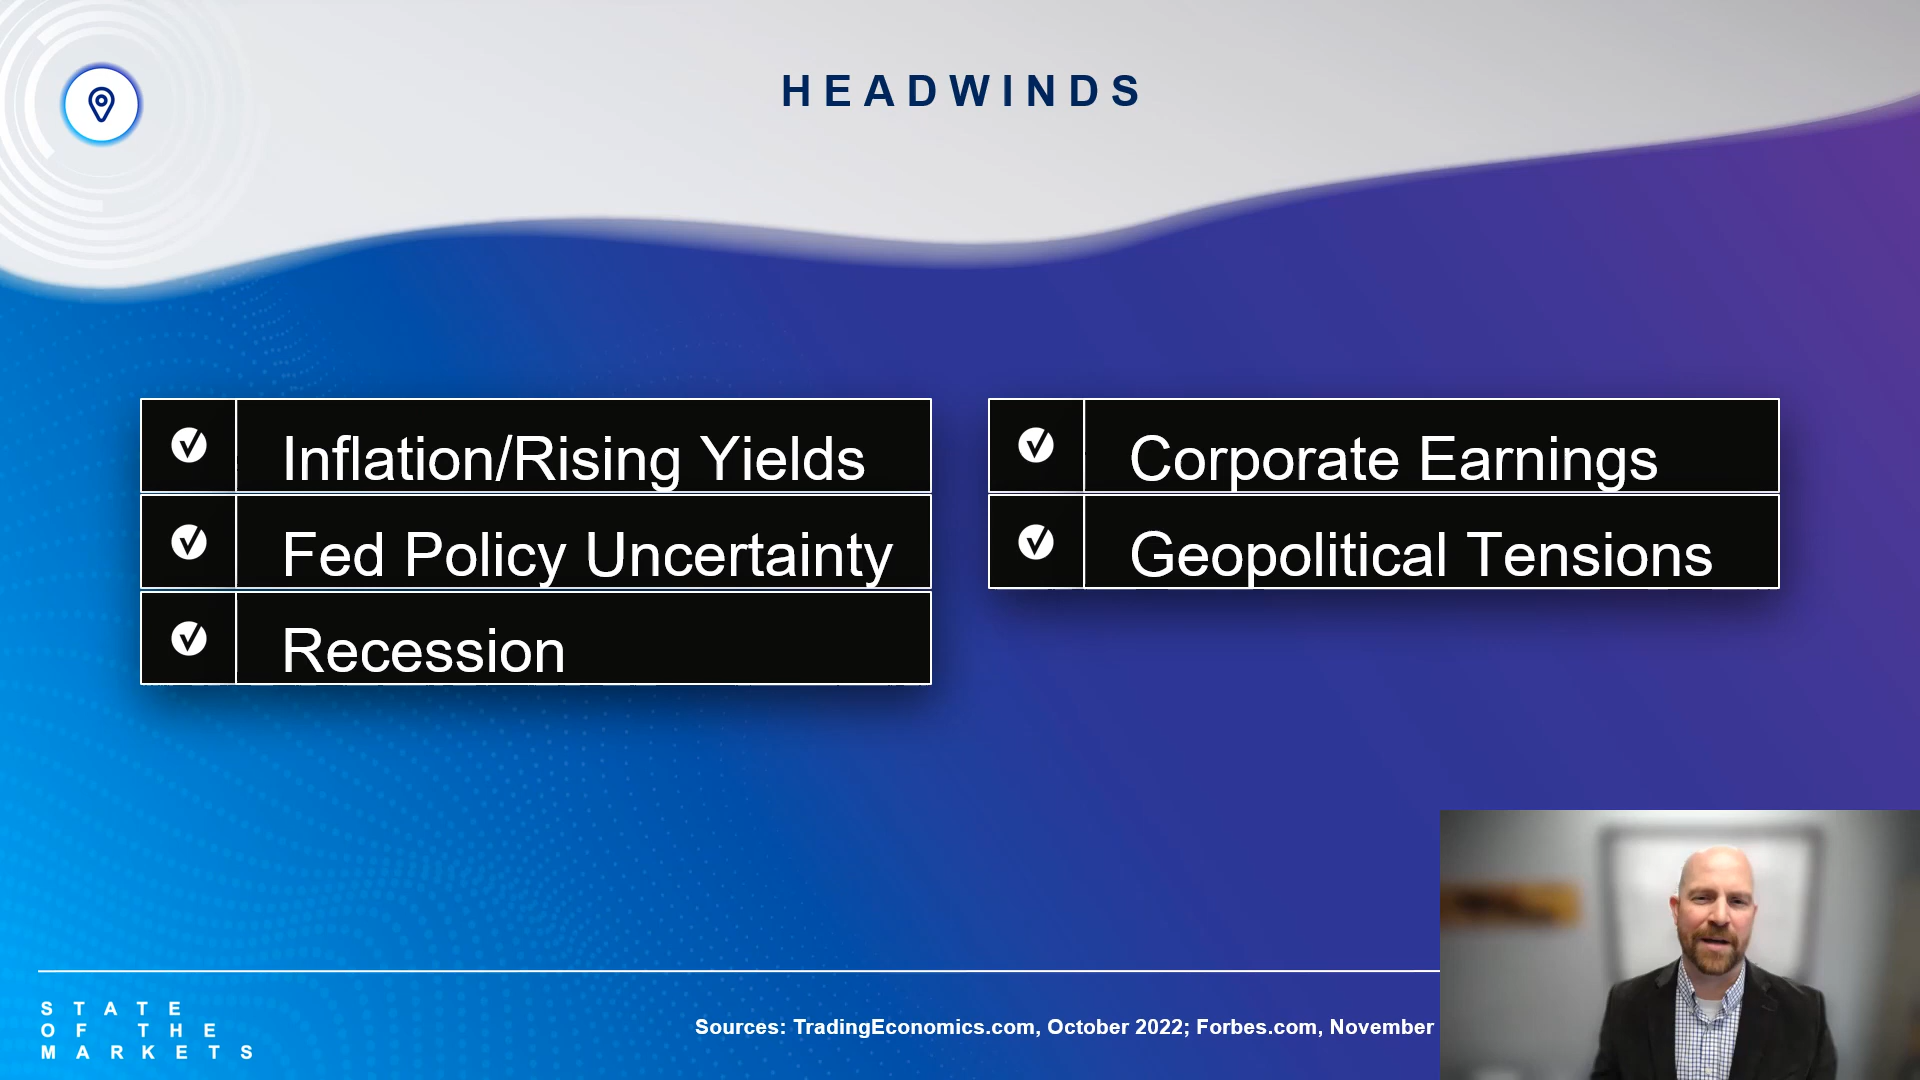 HEADWINDS
Inflation/Rising Yields
Fed Policy Uncertainty
Recession
Corporate Earnings
Geopolitical Tensions
STATE
OF THE
MARKETS
Sources: TradingEconomics.com, October 2022; Forbes.com, November